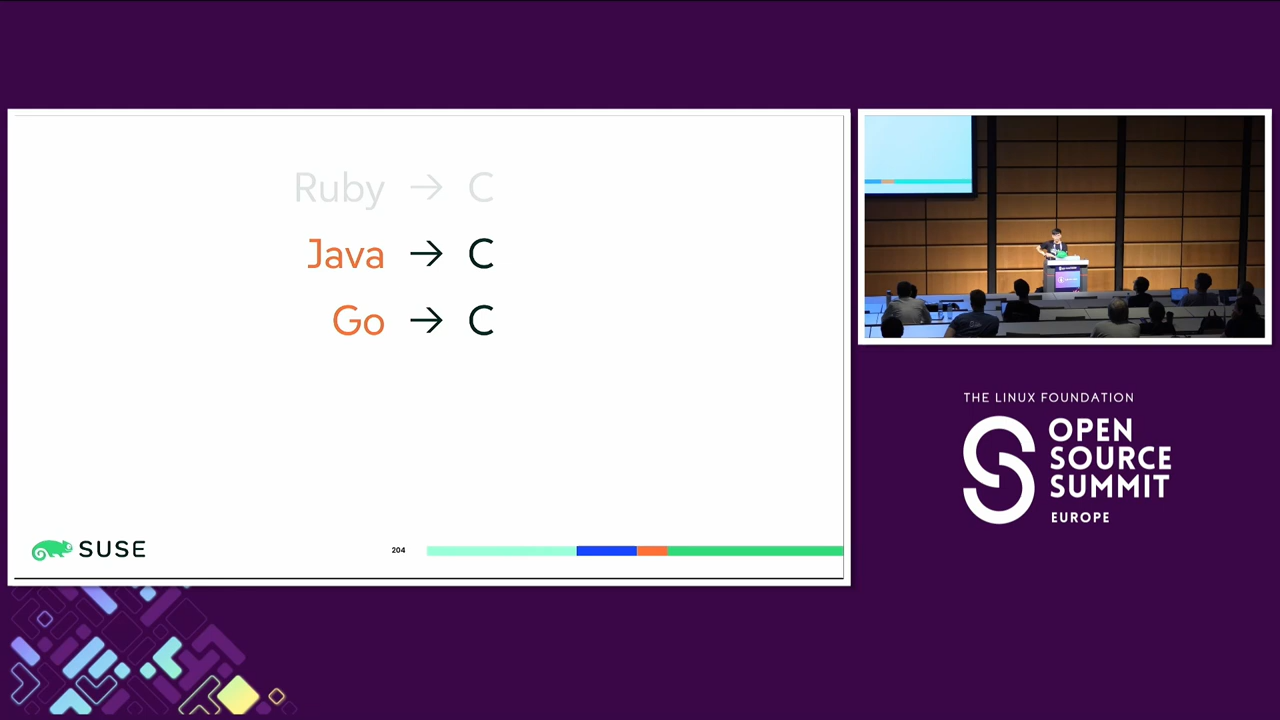 Ruby → C
Java → C
Go → C
SUSE
204
THE LINUX FOUNDATION
OPEN
SOURCE
SUMMIT
EUROPE